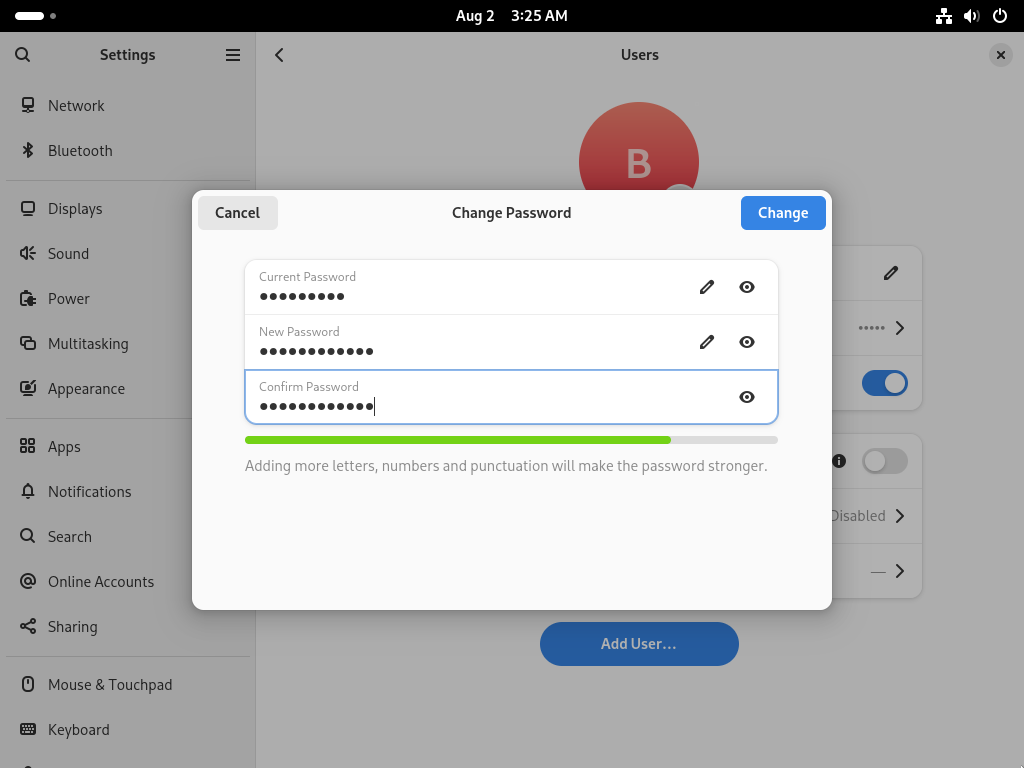 Aug 2 3:25 AM
Settings
Users
Network
Bluetooth
Displays
Sound
Power
Multitasking
Appearance
Apps
Notifications
Search
Online Accounts
Sharing
Mouse & Touchpad
Keyboard
B
Cancel
Change Password
Change
Current Password
●●●●●●●●●
New Password
●●●●●●●●●●●●
Confirm Password
●●●●●●●●●●●●
Adding more letters, numbers and punctuation will make the password stronger.
•••••
Disabled
—
Add User...